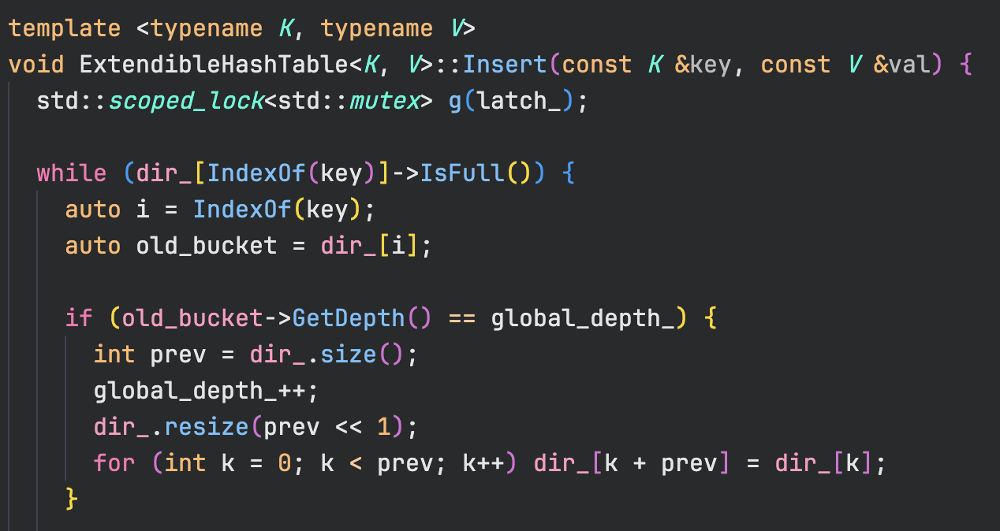 template <typename K, typename V>
void ExtendibleHashTable<K, V>::Insert(const K &key, const V &val) {
  std::scoped_lock<std::mutex> g(latch_);

  while (dir_[IndexOf(key)]->IsFull()) {
    auto i = IndexOf(key);
    auto old_bucket = dir_[i];

    if (old_bucket->GetDepth() == global_depth_) {
      int prev = dir_.size();
      global_depth_++;
      dir_.resize(prev << 1);
      for (int k = 0; k < prev; k++) dir_[k + prev] = dir_[k];
    }